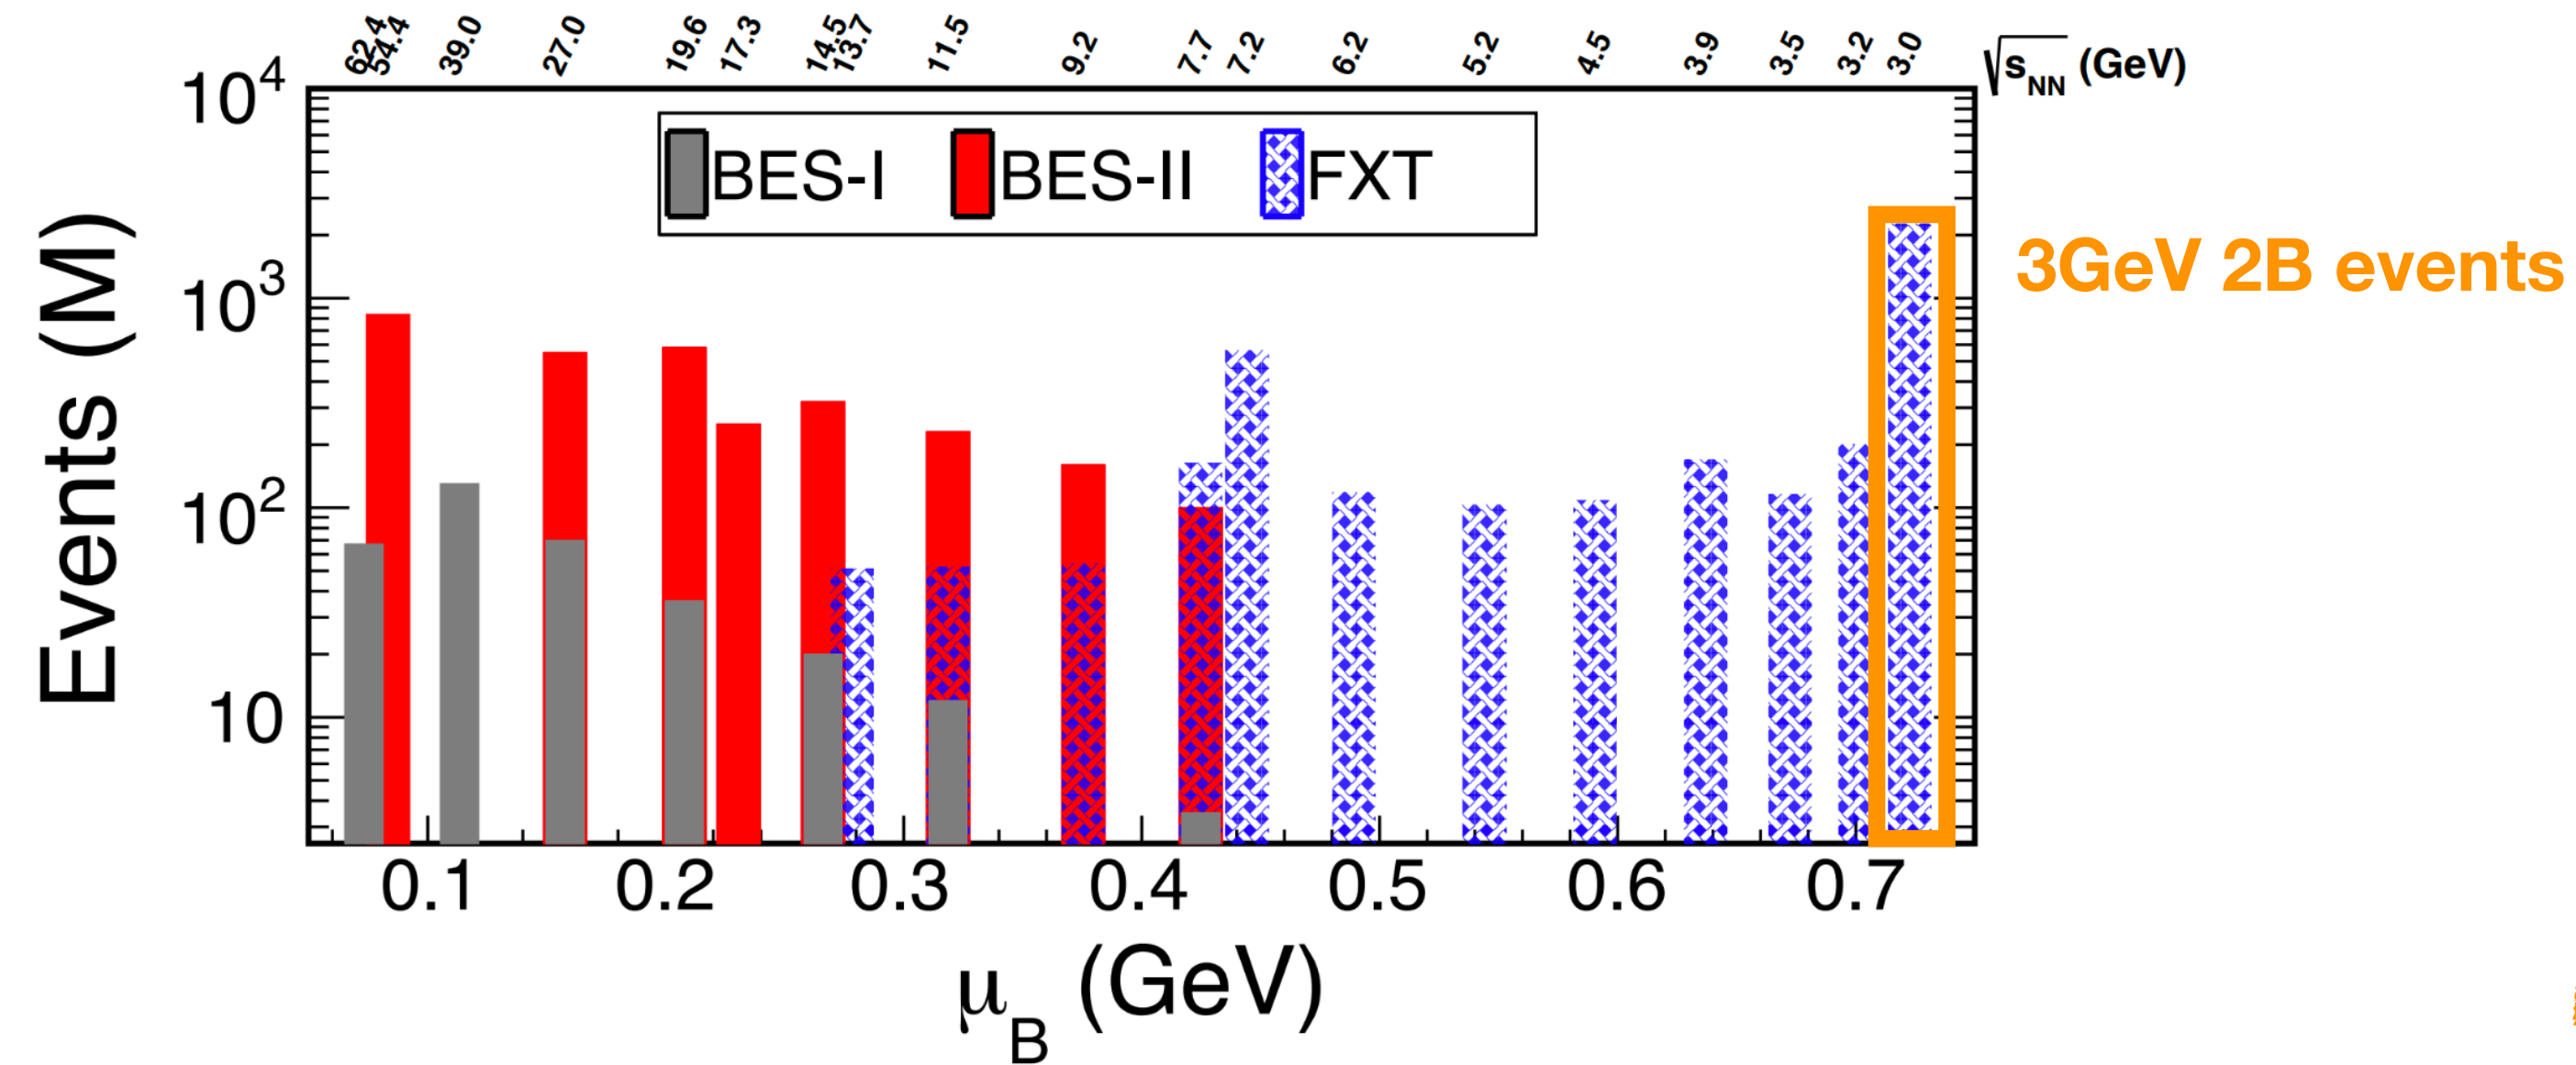 62.4 54.4 39.0 27.0 19.6 17.3 14.5 13.7 11.5 9.2 7.7 7.2 6.2 5.2 4.5 3.9 3.5 3.2 3.0 √sNN (GeV)
10⁴
BES-I BES-II FXT
3GeV 2B events
10³
10²
10
Events (M)
0.1 0.2 0.3 0.4 0.5 0.6 0.7
μB (GeV)